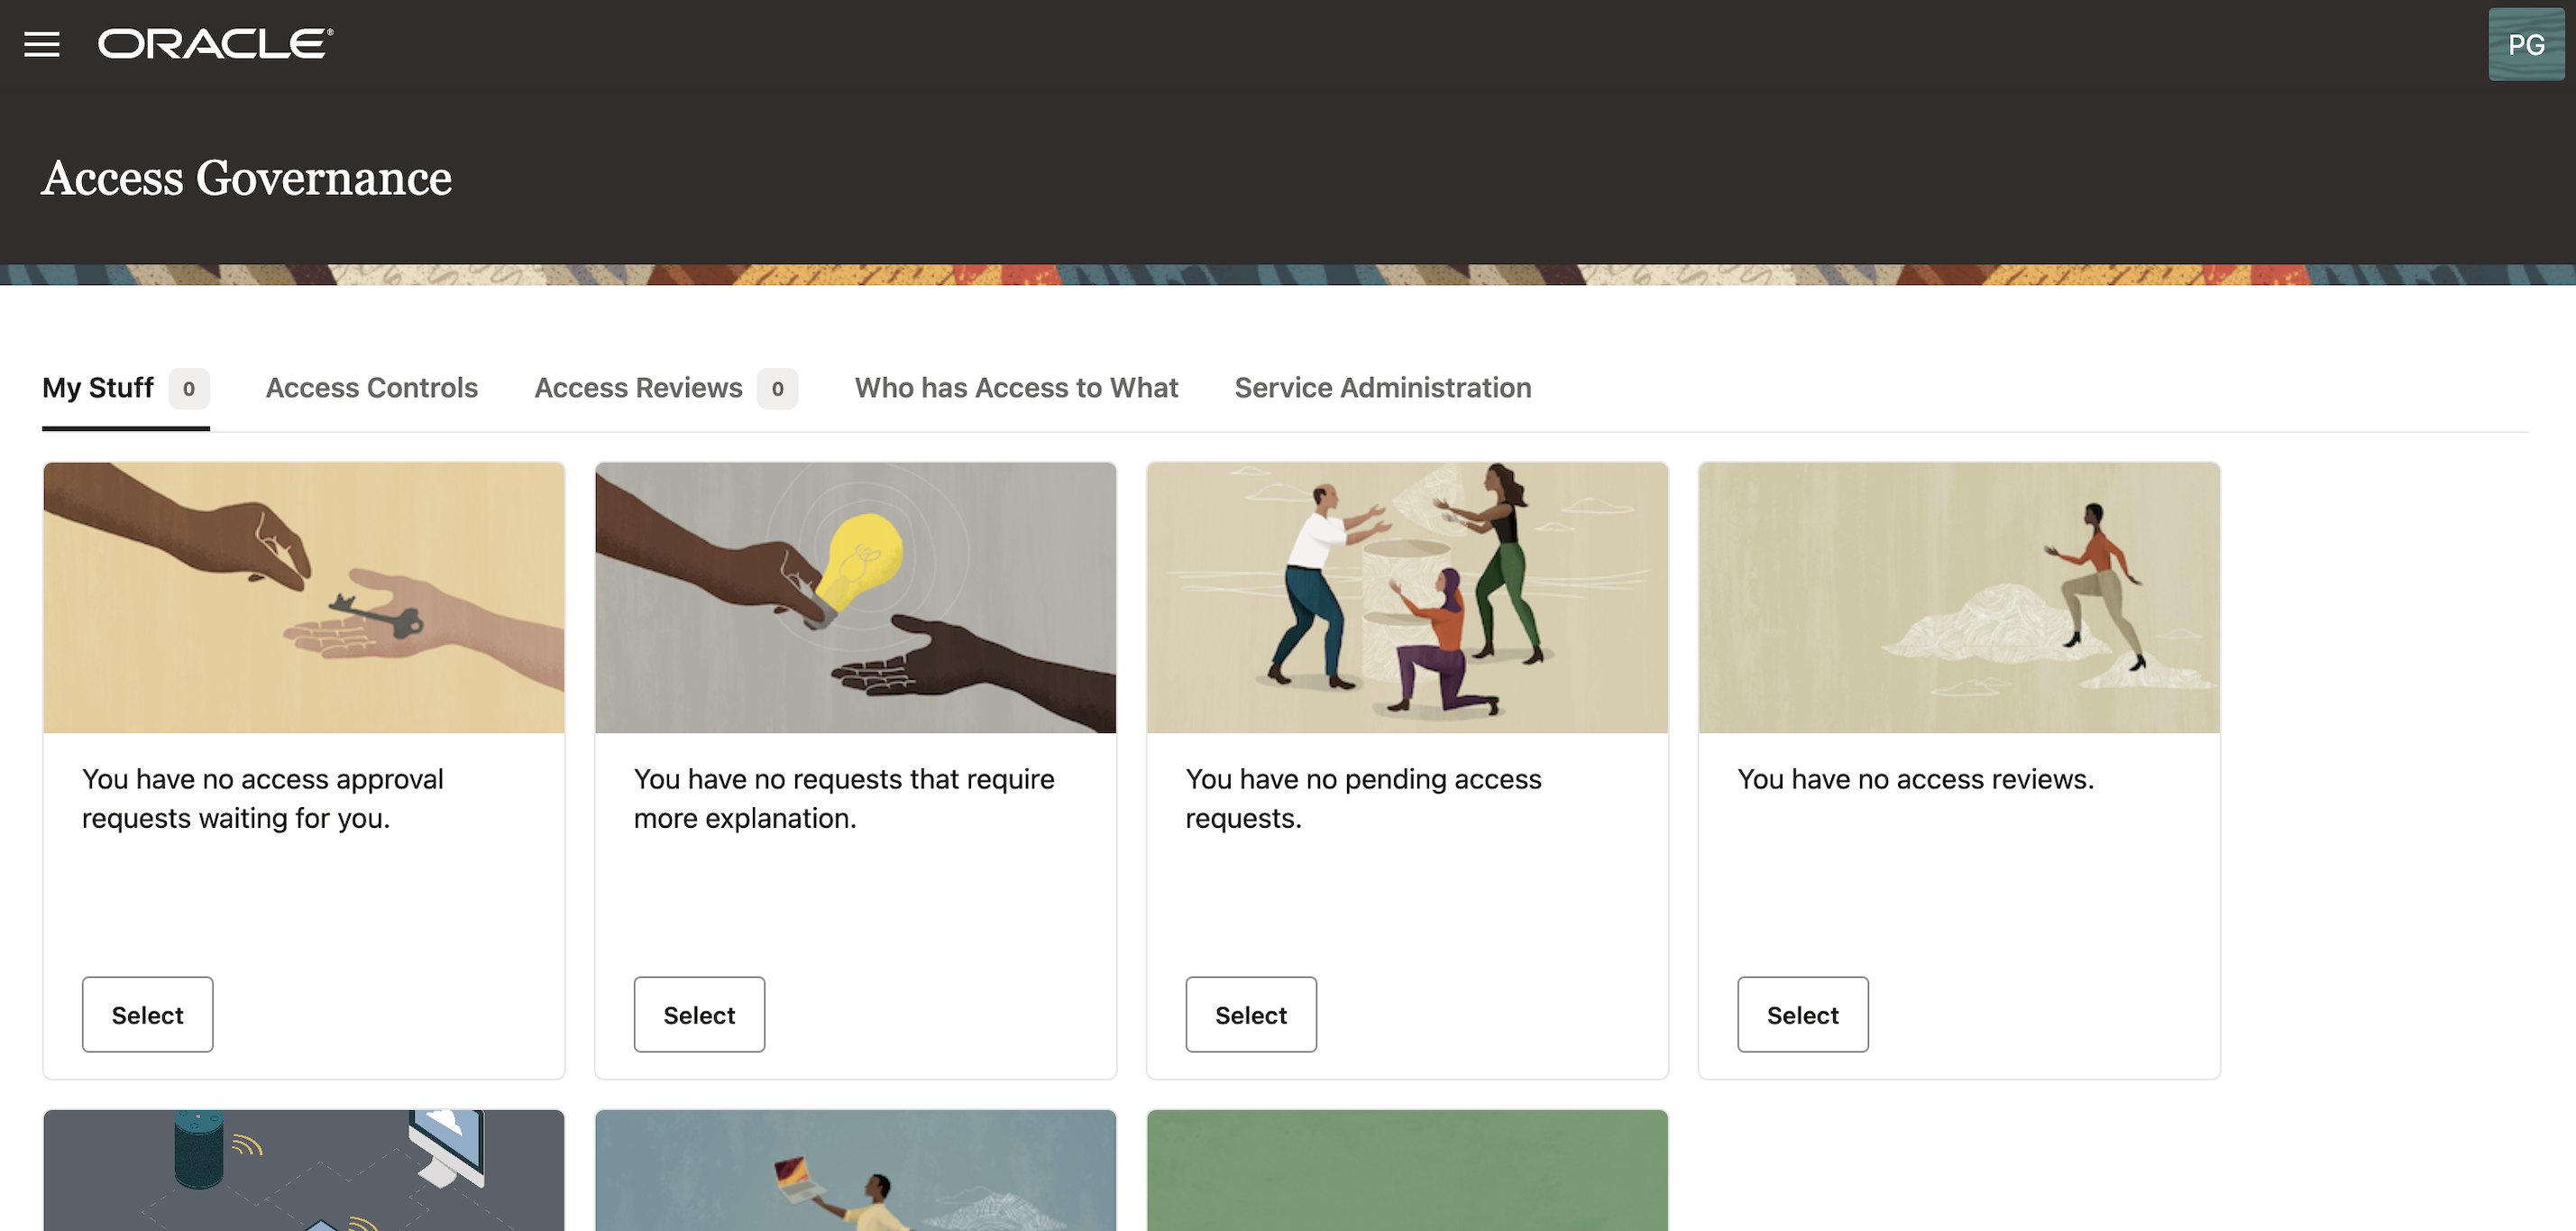 ORACLE®
PG
Access Governance
My Stuff 0 Access Controls Access Reviews 0 Who has Access to What Service Administration
You have no access approval
requests waiting for you.
Select
You have no requests that require
more explanation.
Select
You have no pending access
requests.
Select
You have no access reviews.
Select